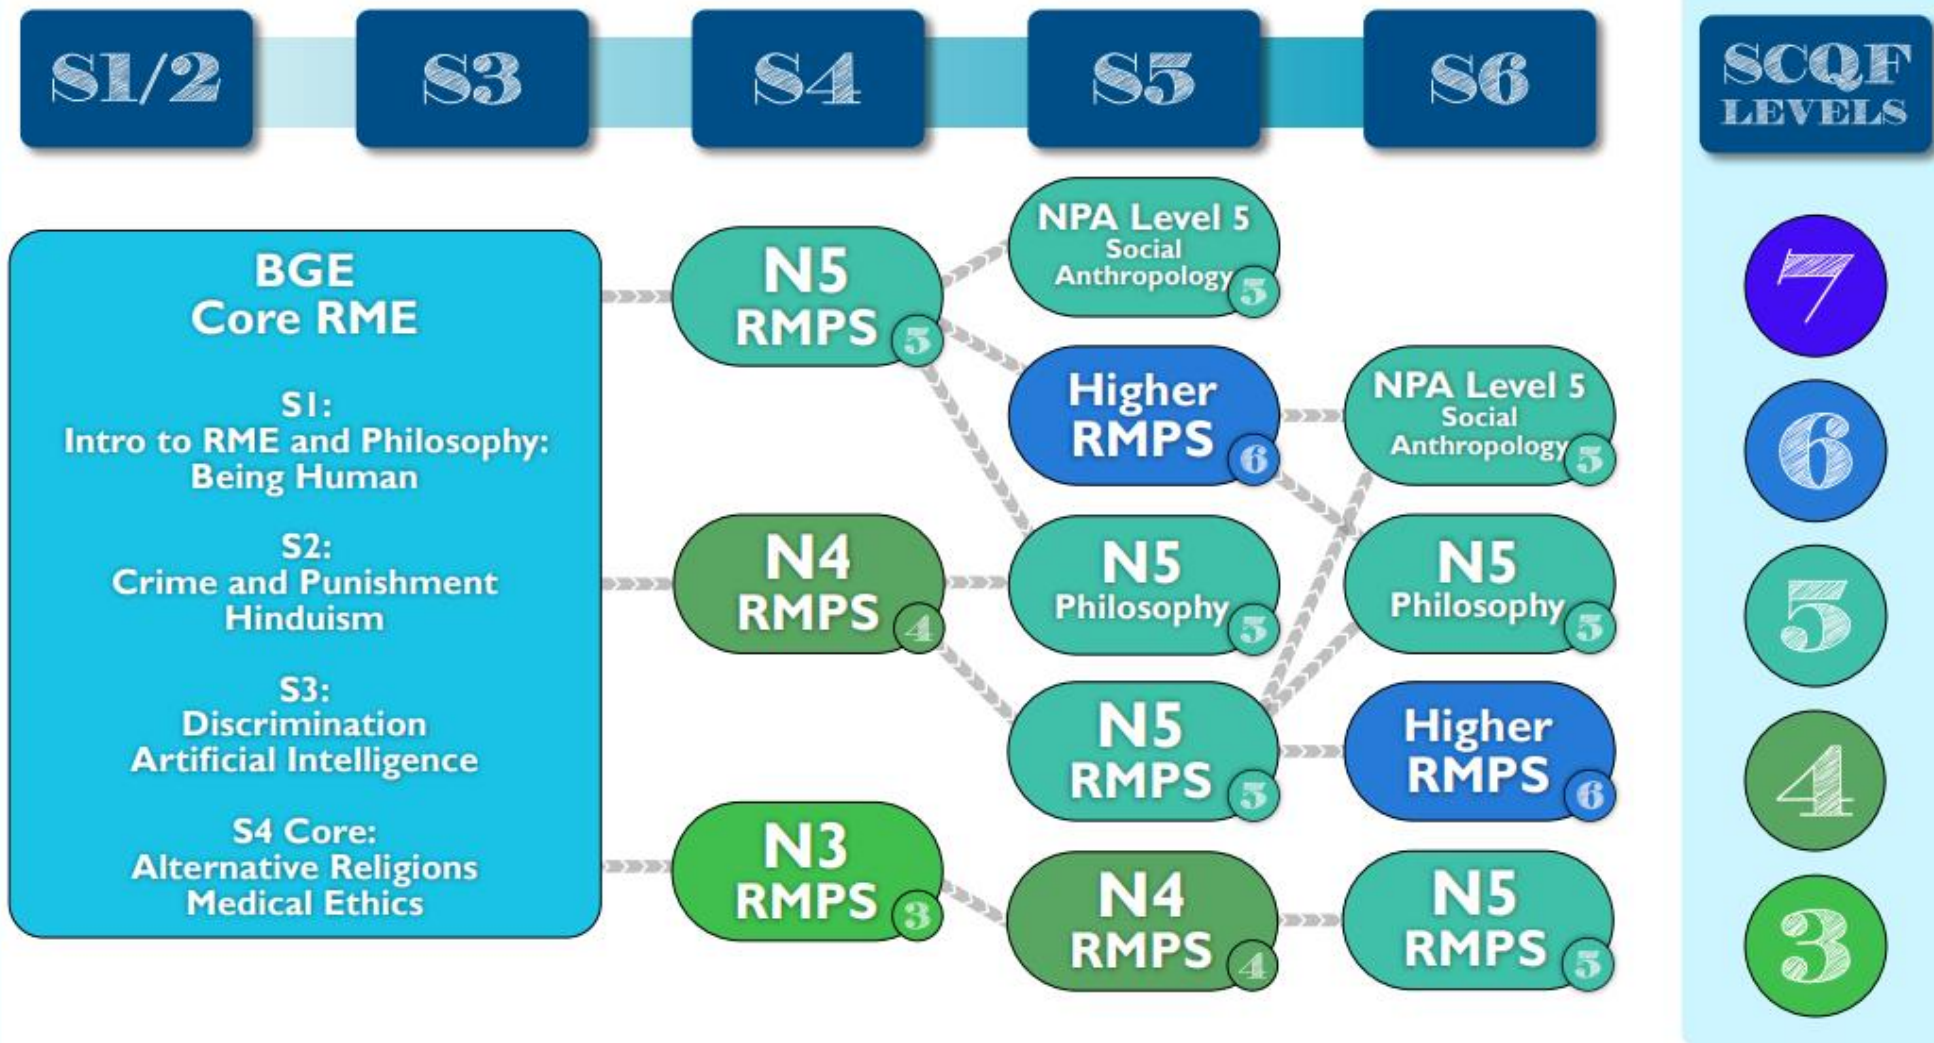 S1/2
S3
S4
S5
S6
SCQF
LEVELS
BGE
Core RME
S1:
Intro to RME and Philosophy:
Being Human
S2:
Crime and Punishment
Hinduism
S3:
Discrimination
Artificial Intelligence
S4 Core:
Alternative Religions
Medical Ethics
N5
RMPS
5
N4
RMPS
4
N3
RMPS
3
NPA Level 5
Social
Anthropology
5
Higher
RMPS
6
N5
Philosophy
5
N5
RMPS
5
N4
RMPS
4
NPA Level 5
Social
Anthropology
5
N5
Philosophy
5
Higher
RMPS
6
N5
RMPS
5
7
6
5
4
3